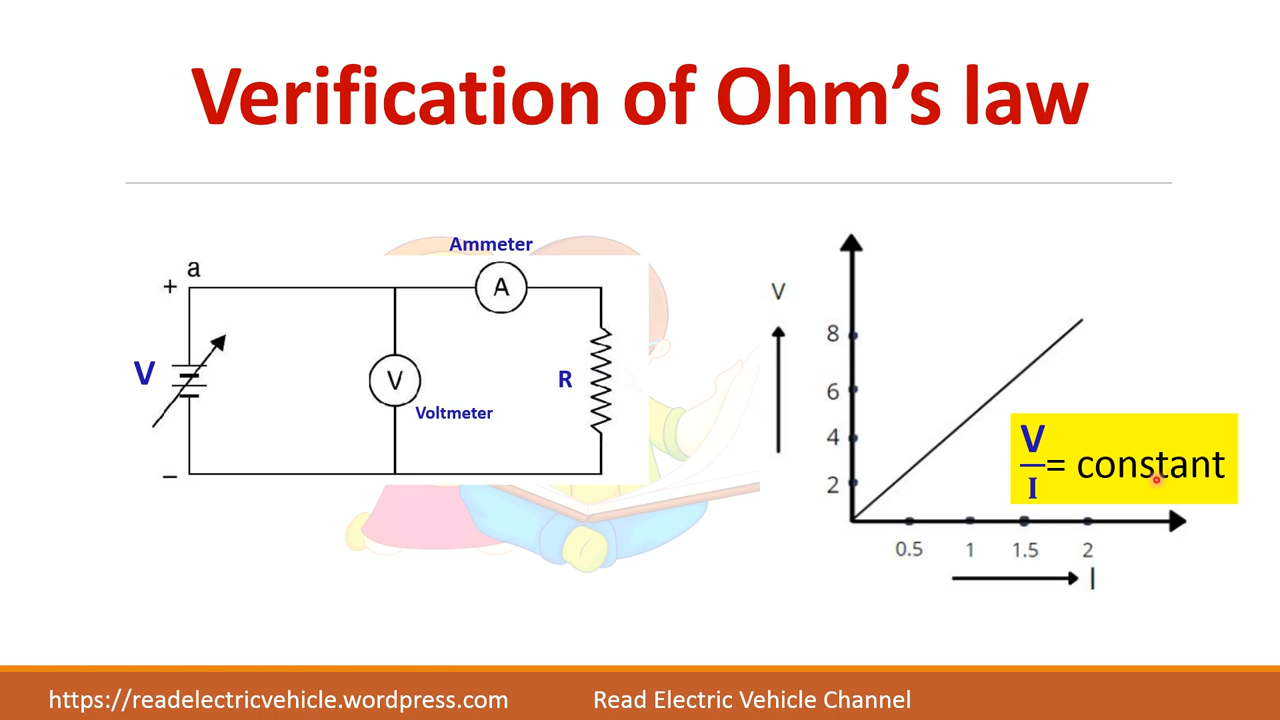 Verification of Ohm’s law
Ammeter
a
+
A
V
V
Voltmeter
R
–
V
8
6
4
2
0.5 1 1.5 2
I
V
I
= constant
https://readelectricvehicle.wordpress.com
Read Electric Vehicle Channel